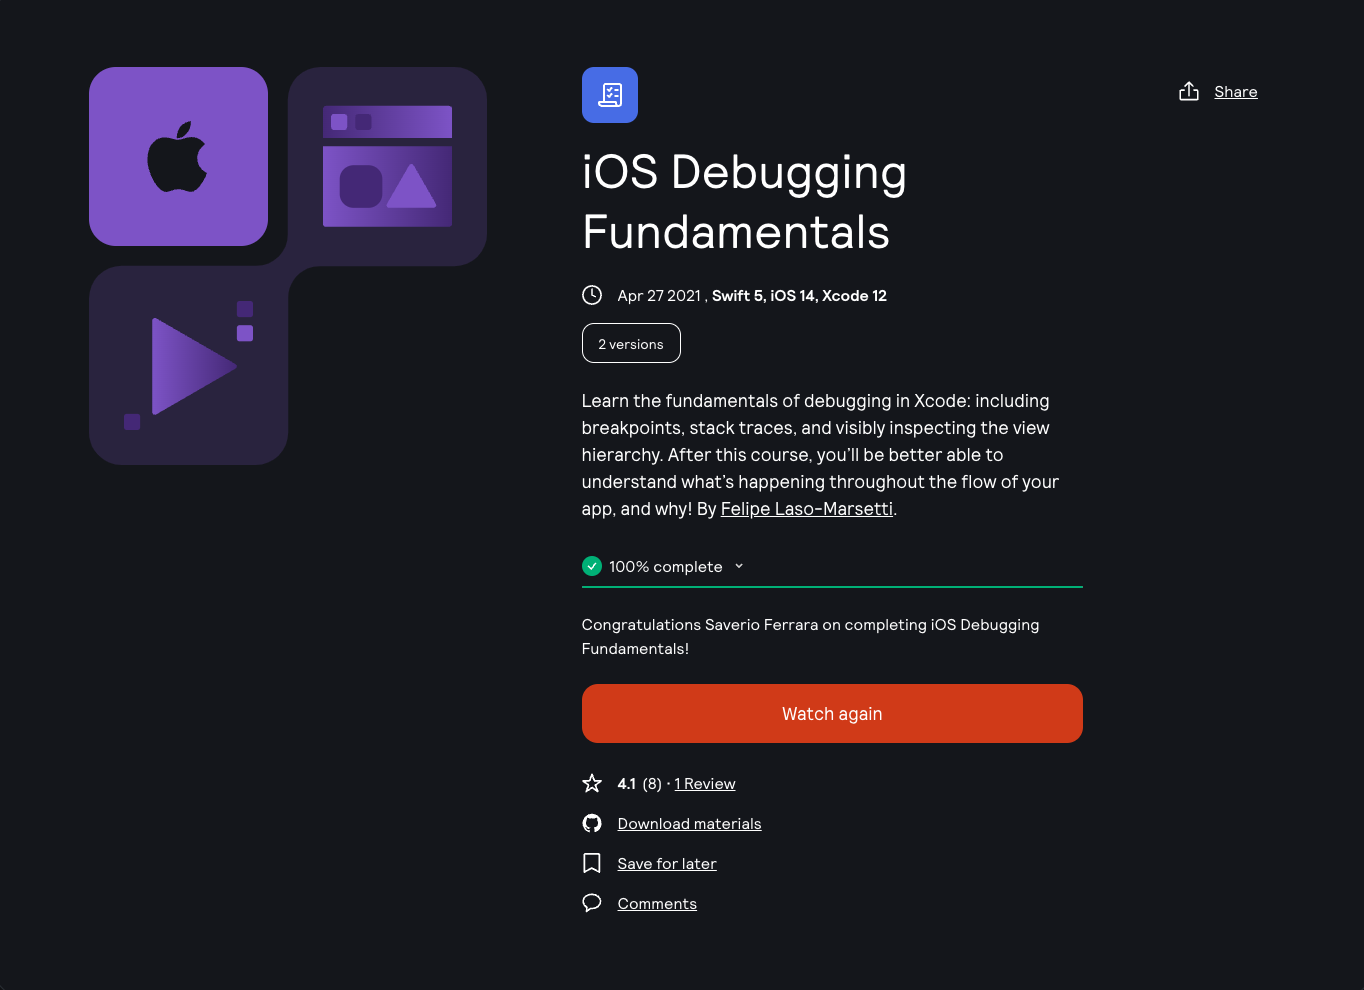 Share
iOS Debugging
Fundamentals
Apr 27 2021 , Swift 5, iOS 14, Xcode 12
2 versions
Learn the fundamentals of debugging in Xcode: including
breakpoints, stack traces, and visibly inspecting the view
hierarchy. After this course, you'll be better able to
understand what's happening throughout the flow of your
app, and why! By Felipe Laso-Marsetti.
100% complete
Congratulations Saverio Ferrara on completing iOS Debugging
Fundamentals!
Watch again
4.1 (8) · 1 Review
Download materials
Save for later
Comments